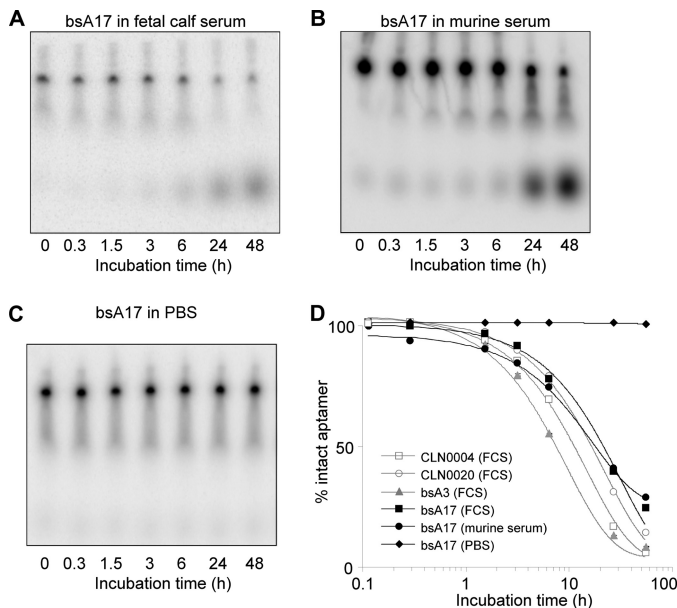 A
bsA17 in fetal calf serum
0 0.3 1.5 3 6 24 48
Incubation time (h)
B
bsA17 in murine serum
0 0.3 1.5 3 6 24 48
Incubation time (h)
C
bsA17 in PBS
0 0.3 1.5 3 6 24 48
Incubation time (h)
D
100
50
0
% intact aptamer
CLN0004 (FCS)
CLN0020 (FCS)
bsA3 (FCS)
bsA17 (FCS)
bsA17 (murine serum)
bsA17 (PBS)
0.1 1 10 100
Incubation time (h)